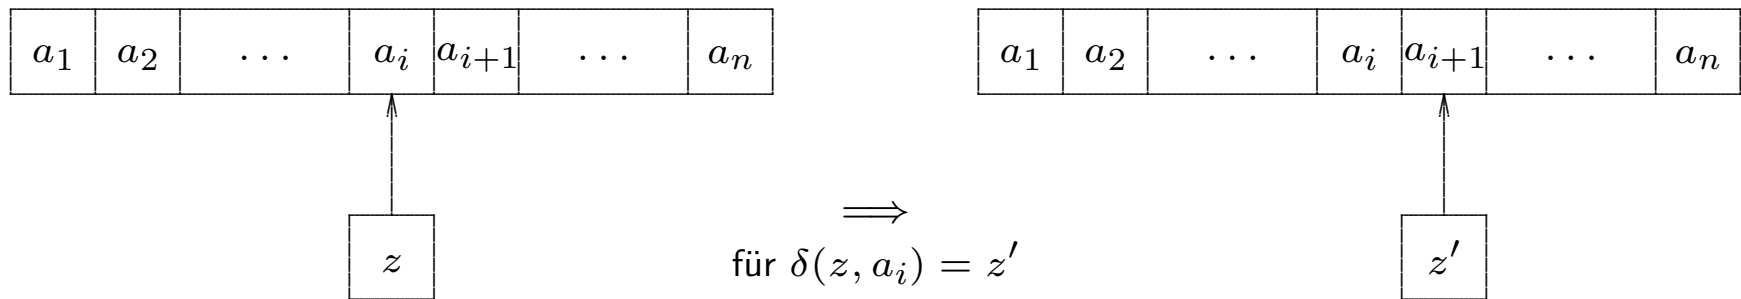 a₁ a₂ ⋯ aᵢ aᵢ₊₁ ⋯ aₙ a₁ a₂ ⋯ aᵢ aᵢ₊₁ ⋯ aₙ
⟹
z für δ(z, aᵢ) = z′ z′